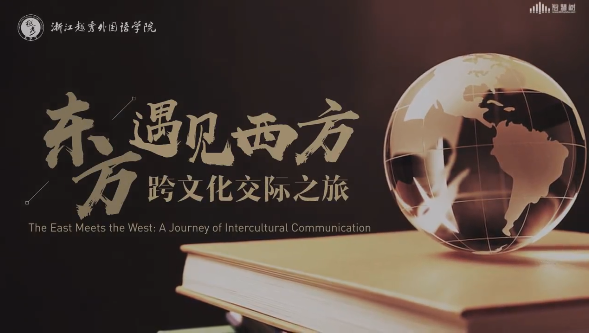 浙江越秀外国语学院
智慧树
东方遇见西方
跨文化交际之旅
The East Meets the West: A Journey of Intercultural Communication